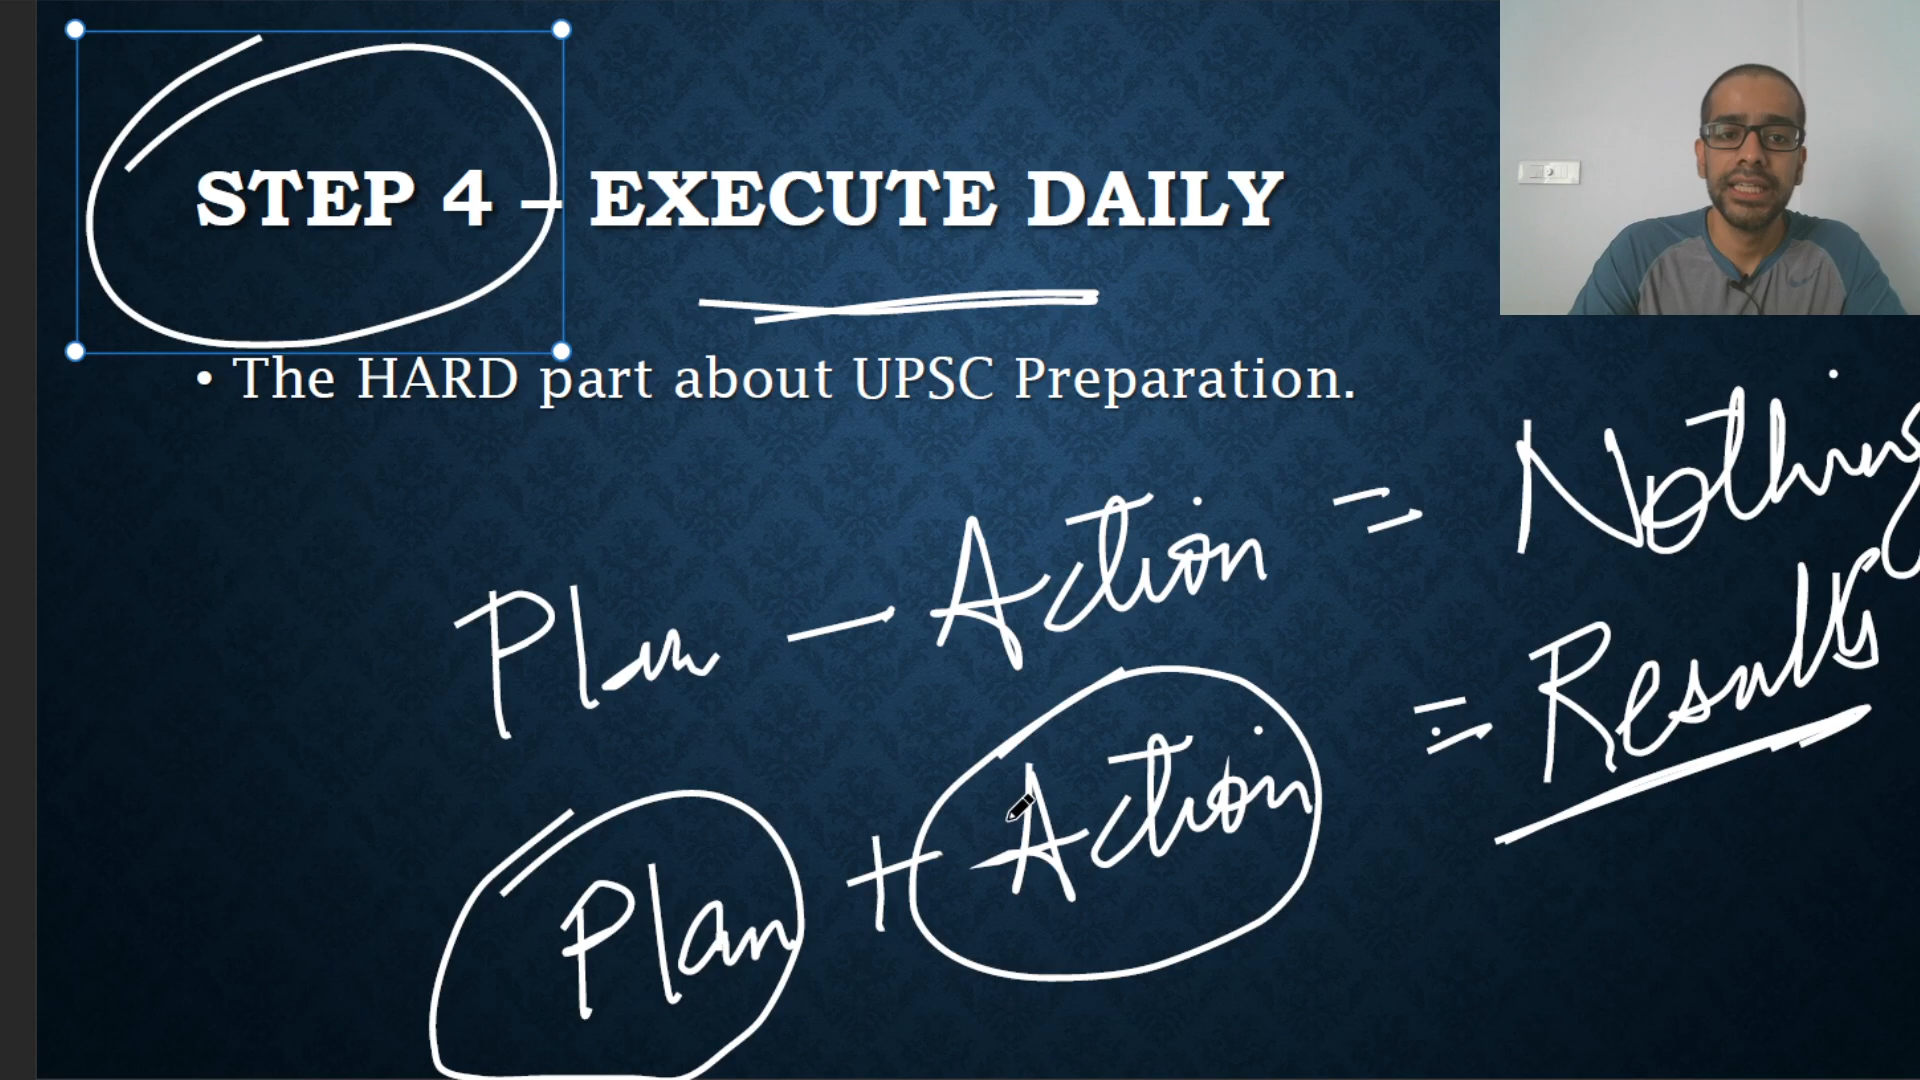 STEP 4 – EXECUTE DAILY
• The HARD part about UPSC Preparation.
Plan – Action = Nothing
Plan + Action = Results